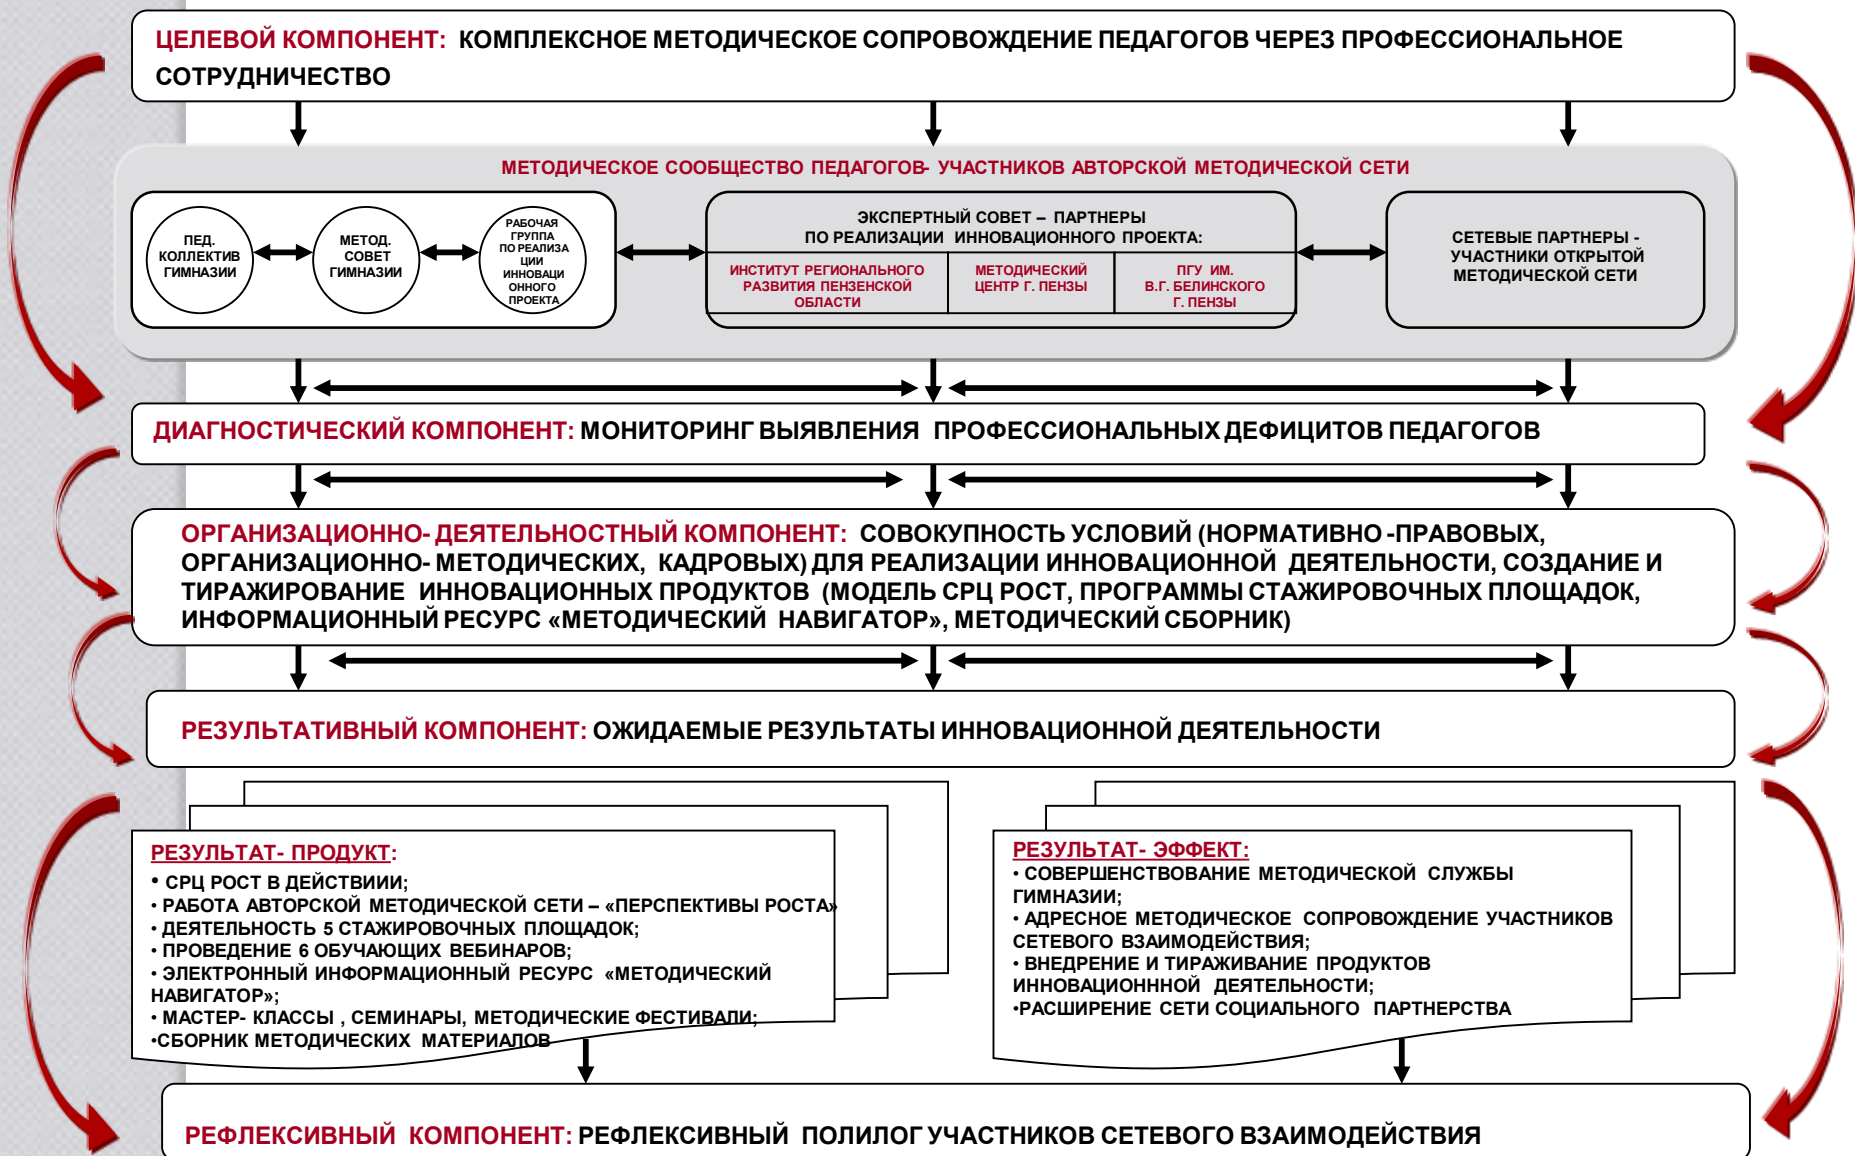 ЦЕЛЕВОЙ КОМПОНЕНТ: КОМПЛЕКСНОЕ МЕТОДИЧЕСКОЕ СОПРОВОЖДЕНИЕ ПЕДАГОГОВ ЧЕРЕЗ ПРОФЕССИОНАЛЬНОЕ
СОТРУДНИЧЕСТВО
МЕТОДИЧЕСКОЕ СООБЩЕСТВО ПЕДАГОГОВ- УЧАСТНИКОВ АВТОРСКОЙ МЕТОДИЧЕСКОЙ СЕТИ
ПЕД.
КОЛЛЕКТИВ
ГИМНАЗИИ
МЕТОД.
СОВЕТ
ГИМНАЗИИ
РАБОЧАЯ
ГРУППА
ПО РЕАЛИЗА
ЦИИ
ИННОВАЦИ
ОННОГО
ПРОЕКТА
ЭКСПЕРТНЫЙ СОВЕТ – ПАРТНЕРЫ
ПО РЕАЛИЗАЦИИ ИННОВАЦИОННОГО ПРОЕКТА:
ИНСТИТУТ РЕГИОНАЛЬНОГО
РАЗВИТИЯ ПЕНЗЕНСКОЙ
ОБЛАСТИ
МЕТОДИЧЕСКИЙ
ЦЕНТР Г. ПЕНЗЫ
ПГУ ИМ.
В.Г. БЕЛИНСКОГО
Г. ПЕНЗЫ
СЕТЕВЫЕ ПАРТНЕРЫ -
УЧАСТНИКИ ОТКРЫТОЙ
МЕТОДИЧЕСКОЙ СЕТИ
ДИАГНОСТИЧЕСКИЙ КОМПОНЕНТ: МОНИТОРИНГ ВЫЯВЛЕНИЯ ПРОФЕССИОНАЛЬНЫХ ДЕФИЦИТОВ ПЕДАГОГОВ
ОРГАНИЗАЦИОННО- ДЕЯТЕЛЬНОСТНЫЙ КОМПОНЕНТ: СОВОКУПНОСТЬ УСЛОВИЙ (НОРМАТИВНО -ПРАВОВЫХ,
ОРГАНИЗАЦИОННО- МЕТОДИЧЕСКИХ, КАДРОВЫХ) ДЛЯ РЕАЛИЗАЦИИ ИННОВАЦИОННОЙ ДЕЯТЕЛЬНОСТИ, СОЗДАНИЕ И
ТИРАЖИРОВАНИЕ ИННОВАЦИОННЫХ ПРОДУКТОВ (МОДЕЛЬ СРЦ РОСТ, ПРОГРАММЫ СТАЖИРОВОЧНЫХ ПЛОЩАДОК,
ИНФОРМАЦИОННЫЙ РЕСУРС «МЕТОДИЧЕСКИЙ НАВИГАТОР», МЕТОДИЧЕСКИЙ СБОРНИК)
РЕЗУЛЬТАТИВНЫЙ КОМПОНЕНТ: ОЖИДАЕМЫЕ РЕЗУЛЬТАТЫ ИННОВАЦИОННОЙ ДЕЯТЕЛЬНОСТИ
РЕЗУЛЬТАТ- ПРОДУКТ:
• СРЦ РОСТ В ДЕЙСТВИИИ;
• РАБОТА АВТОРСКОЙ МЕТОДИЧЕСКОЙ СЕТИ – «ПЕРСПЕКТИВЫ РОСТА»
• ДЕЯТЕЛЬНОСТЬ 5 СТАЖИРОВОЧНЫХ ПЛОЩАДОК;
• ПРОВЕДЕНИЕ 6 ОБУЧАЮЩИХ ВЕБИНАРОВ;
• ЭЛЕКТРОННЫЙ ИНФОРМАЦИОННЫЙ РЕСУРС «МЕТОДИЧЕСКИЙ
НАВИГАТОР»;
• МАСТЕР- КЛАССЫ , СЕМИНАРЫ, МЕТОДИЧЕСКИЕ ФЕСТИВАЛИ;
•СБОРНИК МЕТОДИЧЕСКИХ МАТЕРИАЛОВ
РЕЗУЛЬТАТ- ЭФФЕКТ:
• СОВЕРШЕНСТВОВАНИЕ МЕТОДИЧЕСКОЙ СЛУЖБЫ
ГИМНАЗИИ;
• АДРЕСНОЕ МЕТОДИЧЕСКОЕ СОПРОВОЖДЕНИЕ УЧАСТНИКОВ
СЕТЕВОГО ВЗАИМОДЕЙСТВИЯ;
• ВНЕДРЕНИЕ И ТИРАЖИВАНИЕ ПРОДУКТОВ
ИННОВАЦИОНННОЙ ДЕЯТЕЛЬНОСТИ;
•РАСШИРЕНИЕ СЕТИ СОЦИАЛЬНОГО ПАРТНЕРСТВА
РЕФЛЕКСИВНЫЙ КОМПОНЕНТ: РЕФЛЕКСИВНЫЙ ПОЛИЛОГ УЧАСТНИКОВ СЕТЕВОГО ВЗАИМОДЕЙСТВИЯ